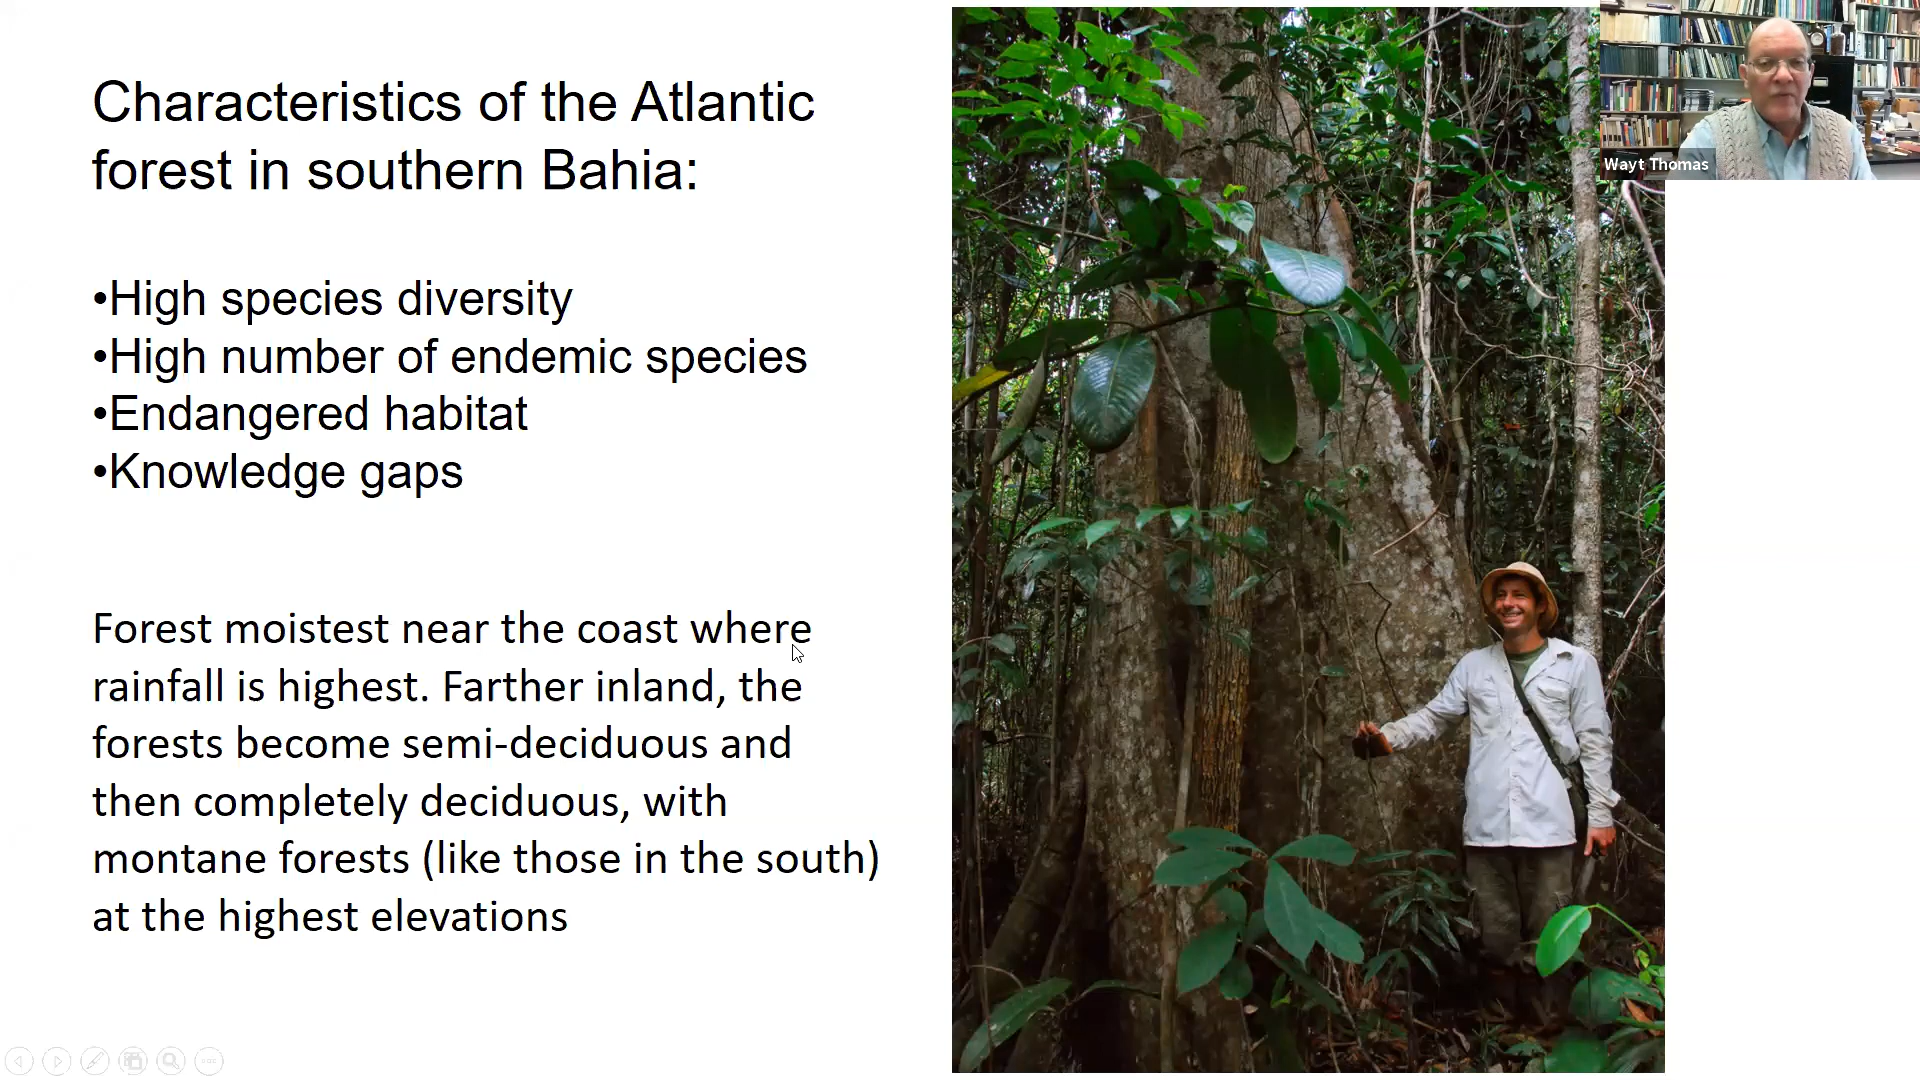 Characteristics of the Atlantic
forest in southern Bahia:
•High species diversity
•High number of endemic species
•Endangered habitat
•Knowledge gaps
Forest moistest near the coast where
rainfall is highest. Farther inland, the
forests become semi-deciduous and
then completely deciduous, with
montane forests (like those in the south)
at the highest elevations
Wayt Thomas